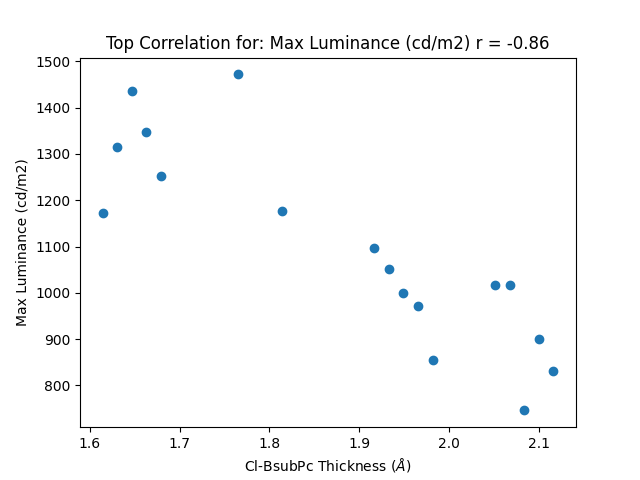 Top Correlation for: Max Luminance (cd/m2) r = -0.86
Max Luminance (cd/m2)
1500
1400
1300
1200
1100
1000
900
800
1.6 1.7 1.8 1.9 2.0 2.1
Cl-BsubPc Thickness (Å)